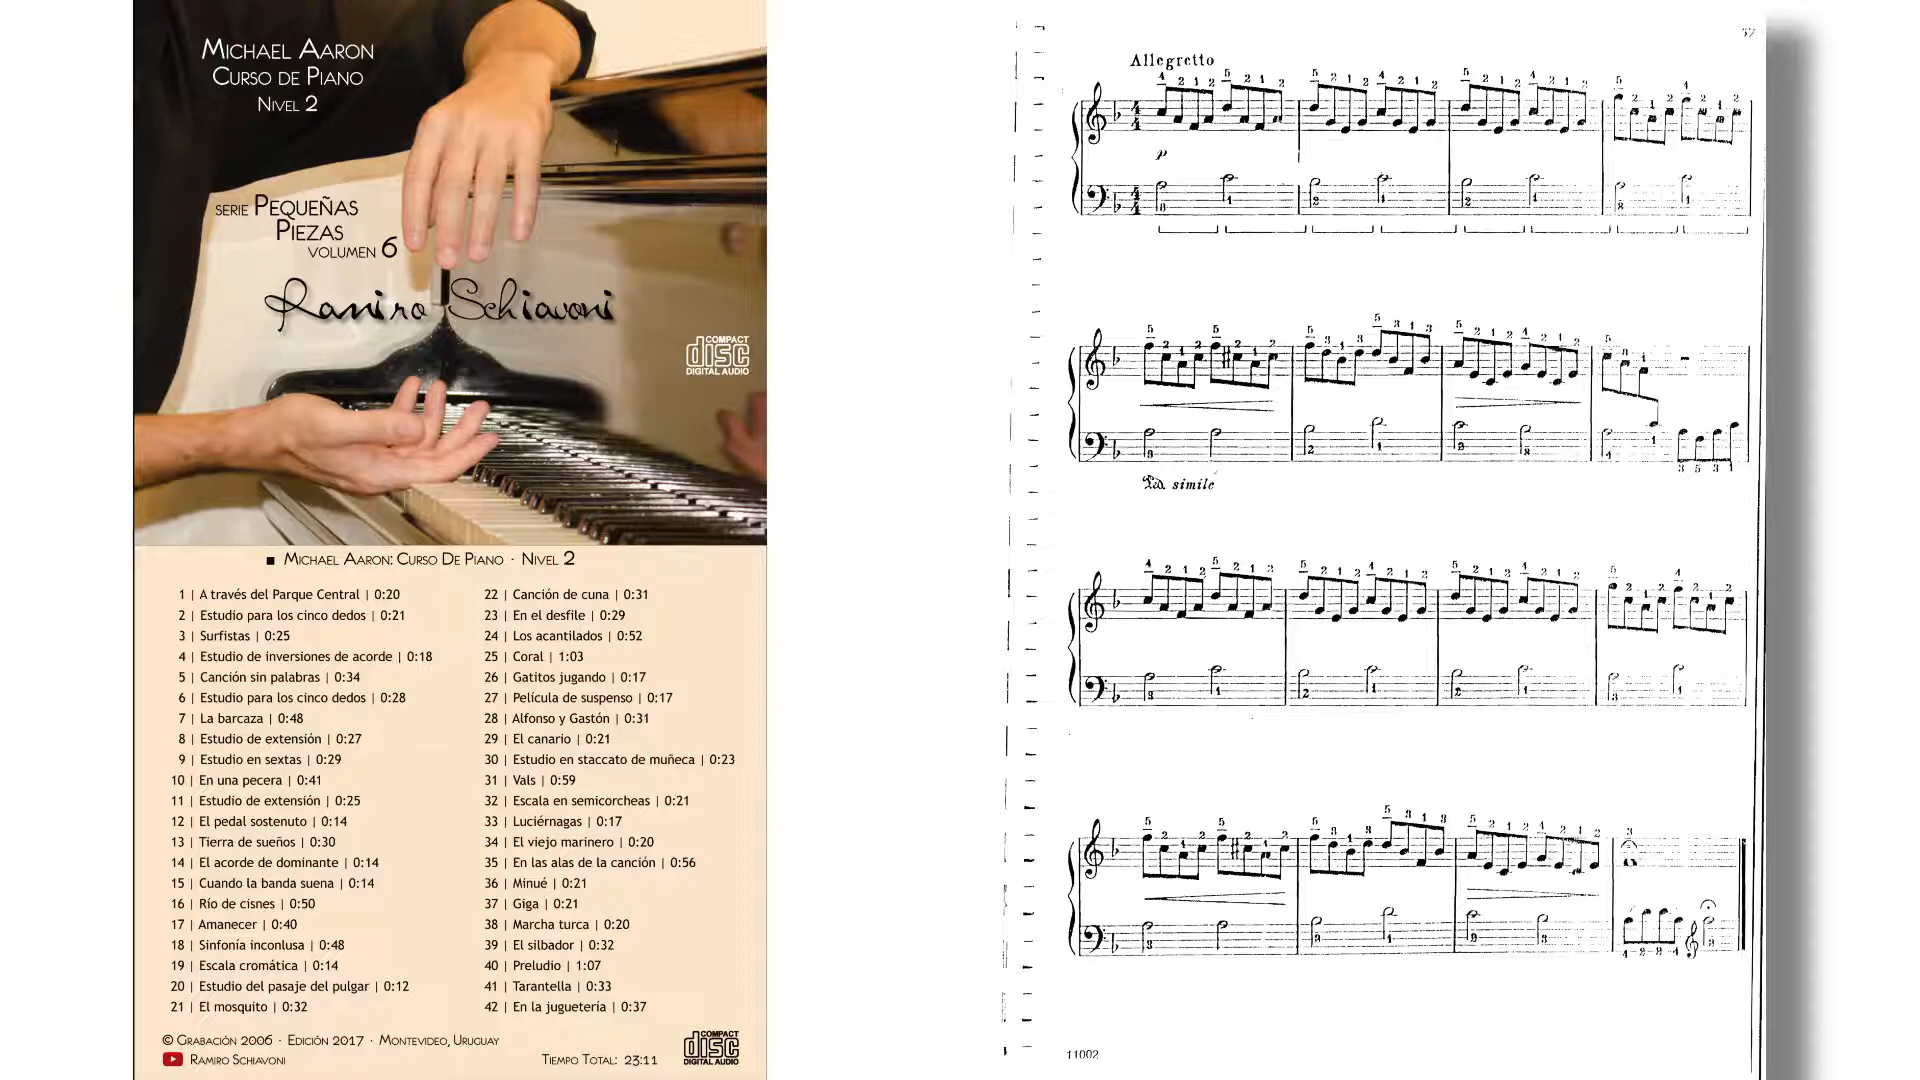 Michael Aaron
Curso de Piano
Nivel 2
serie Pequeñas
Piezas
volumen 6
Ramiro Schiavoni
COMPACT
disc
DIGITAL AUDIO
■ Michael Aaron: Curso De Piano · Nivel 2
1 | A través del Parque Central | 0:20
2 | Estudio para los cinco dedos | 0:21
3 | Surfistas | 0:25
4 | Estudio de inversiones de acorde | 0:18
5 | Canción sin palabras | 0:34
6 | Estudio para los cinco dedos | 0:28
7 | La barcaza | 0:48
8 | Estudio de extensión | 0:27
9 | Estudio en sextas | 0:29
10 | En una pecera | 0:41
11 | Estudio de extensión | 0:25
12 | El pedal sostenuto | 0:14
13 | Tierra de sueños | 0:30
14 | El acorde de dominante | 0:14
15 | Cuando la banda suena | 0:14
16 | Río de cisnes | 0:50
17 | Amanecer | 0:40
18 | Sinfonía inconlusa | 0:48
19 | Escala cromática | 0:14
20 | Estudio del pasaje del pulgar | 0:12
21 | El mosquito | 0:32
22 | Canción de cuna | 0:31
23 | En el desfile | 0:29
24 | Los acantilados | 0:52
25 | Coral | 1:03
26 | Gatitos jugando | 0:17
27 | Película de suspenso | 0:17
28 | Alfonso y Gastón | 0:31
29 | El canario | 0:21
30 | Estudio en staccato de muñeca | 0:23
31 | Vals | 0:59
32 | Escala en semicorcheas | 0:21
33 | Luciérnagas | 0:17
34 | El viejo marinero | 0:20
35 | En las alas de la canción | 0:56
36 | Minué | 0:21
37 | Giga | 0:21
38 | Marcha turca | 0:20
39 | El silbador | 0:32
40 | Preludio | 1:07
41 | Tarantella | 0:33
42 | En la juguetería | 0:37
© Grabación 2006 · Edición 2017 · Montevideo, Uruguay
Ramiro Schiavoni
Tiempo Total: 23:11
COMPACT
disc
DIGITAL AUDIO
Allegretto
p
Ped. simile
11002